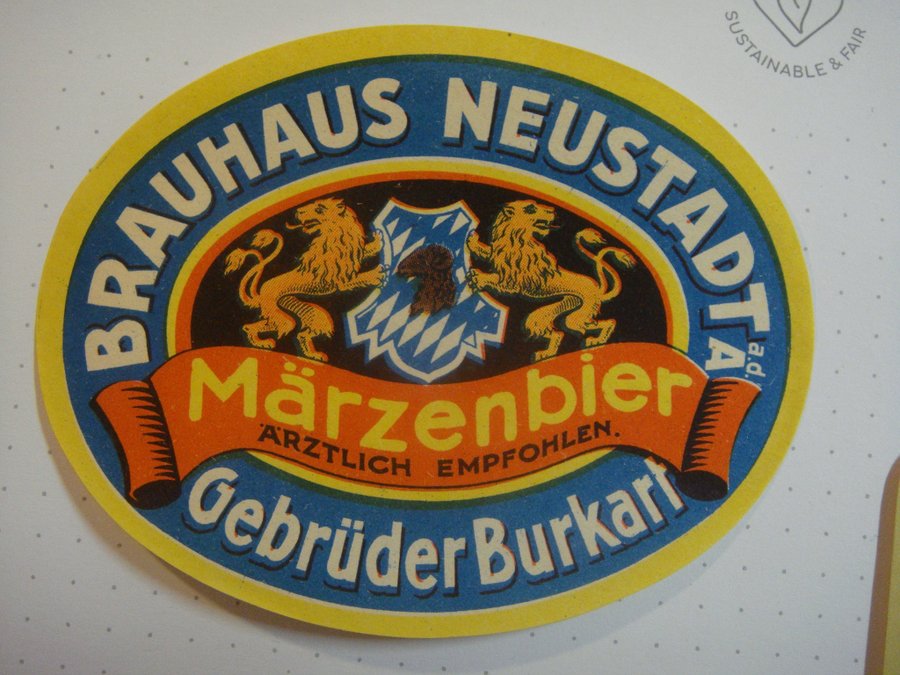 SUSTAINABLE & FAIR
BRAUHAUS NEUSTADT a.d. A
Märzenbier
ÄRZTLICH EMPFOHLEN.
Gebrüder Burkart